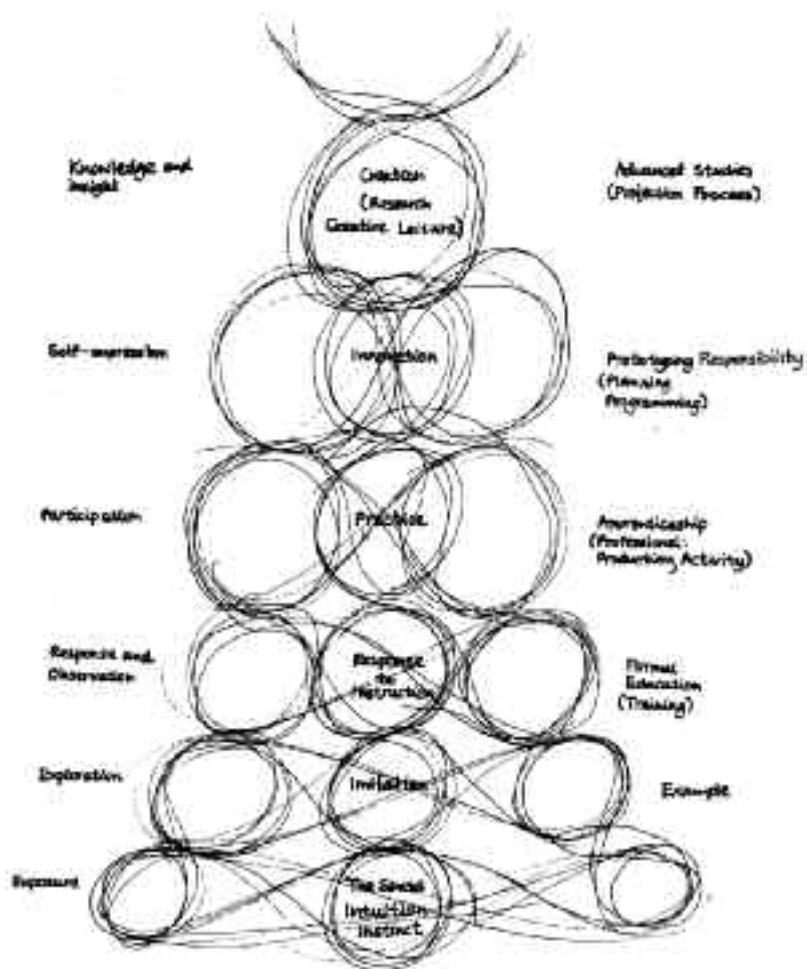 Knowledge and
insight
Creation
(Research
Creative Leisure)
Advanced Studies
(Projection Process)
Self-expression
Innovation
Prototyping Responsibility
(Planning
Programming)
Participation
Practice
Apprenticeship
(Professional:
Producting Activity)
Response and
Observation
Response
to
Instruction
Formal
Education
(Training)
Exploration
Imitation
Example
Exposure
The Senses
Intuition
Instinct